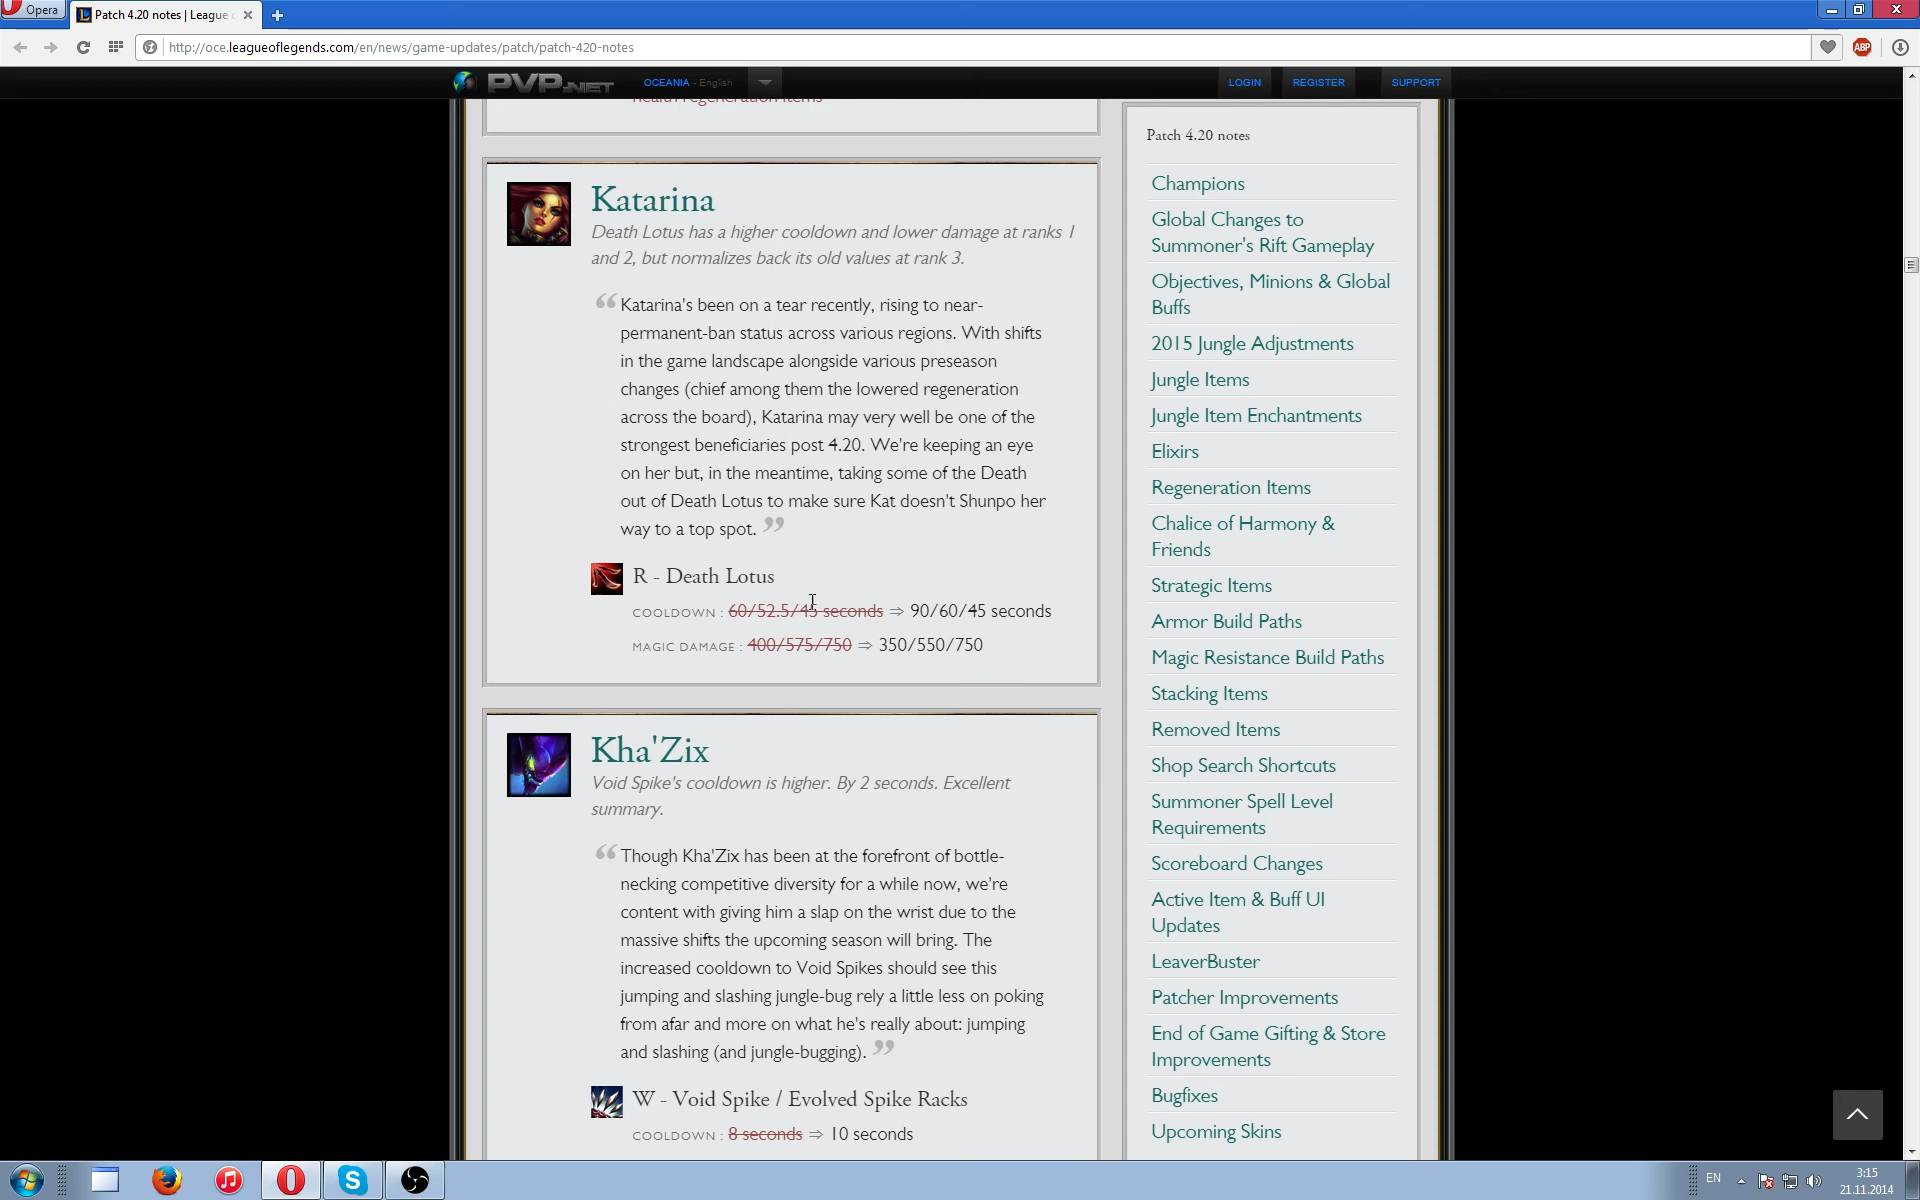 Opera
Patch 4.20 notes | League o
http://oce.leagueoflegends.com/en/news/game-updates/patch/patch-420-notes
ABP
PVP.NET
OCEANIA - English
LOGIN
REGISTER
SUPPORT
health regeneration items
Katarina
Death Lotus has a higher cooldown and lower damage at ranks 1
and 2, but normalizes back its old values at rank 3.
“ Katarina's been on a tear recently, rising to near-
permanent-ban status across various regions. With shifts
in the game landscape alongside various preseason
changes (chief among them the lowered regeneration
across the board), Katarina may very well be one of the
strongest beneficiaries post 4.20. We're keeping an eye
on her but, in the meantime, taking some of the Death
out of Death Lotus to make sure Kat doesn't Shunpo her
way to a top spot. ”
R - Death Lotus
COOLDOWN : 60/52.5/45 seconds ⇒ 90/60/45 seconds
MAGIC DAMAGE : 400/575/750 ⇒ 350/550/750
Kha'Zix
Void Spike's cooldown is higher. By 2 seconds. Excellent
summary.
“ Though Kha'Zix has been at the forefront of bottle-
necking competitive diversity for a while now, we're
content with giving him a slap on the wrist due to the
massive shifts the upcoming season will bring. The
increased cooldown to Void Spikes should see this
jumping and slashing jungle-bug rely a little less on poking
from afar and more on what he's really about: jumping
and slashing (and jungle-bugging). ”
W - Void Spike / Evolved Spike Racks
COOLDOWN : 8 seconds ⇒ 10 seconds
Patch 4.20 notes
Champions
Global Changes to
Summoner's Rift Gameplay
Objectives, Minions & Global
Buffs
2015 Jungle Adjustments
Jungle Items
Jungle Item Enchantments
Elixirs
Regeneration Items
Chalice of Harmony &
Friends
Strategic Items
Armor Build Paths
Magic Resistance Build Paths
Stacking Items
Removed Items
Shop Search Shortcuts
Summoner Spell Level
Requirements
Scoreboard Changes
Active Item & Buff UI
Updates
LeaverBuster
Patcher Improvements
End of Game Gifting & Store
Improvements
Bugfixes
Upcoming Skins
EN
3:15
21.11.2014